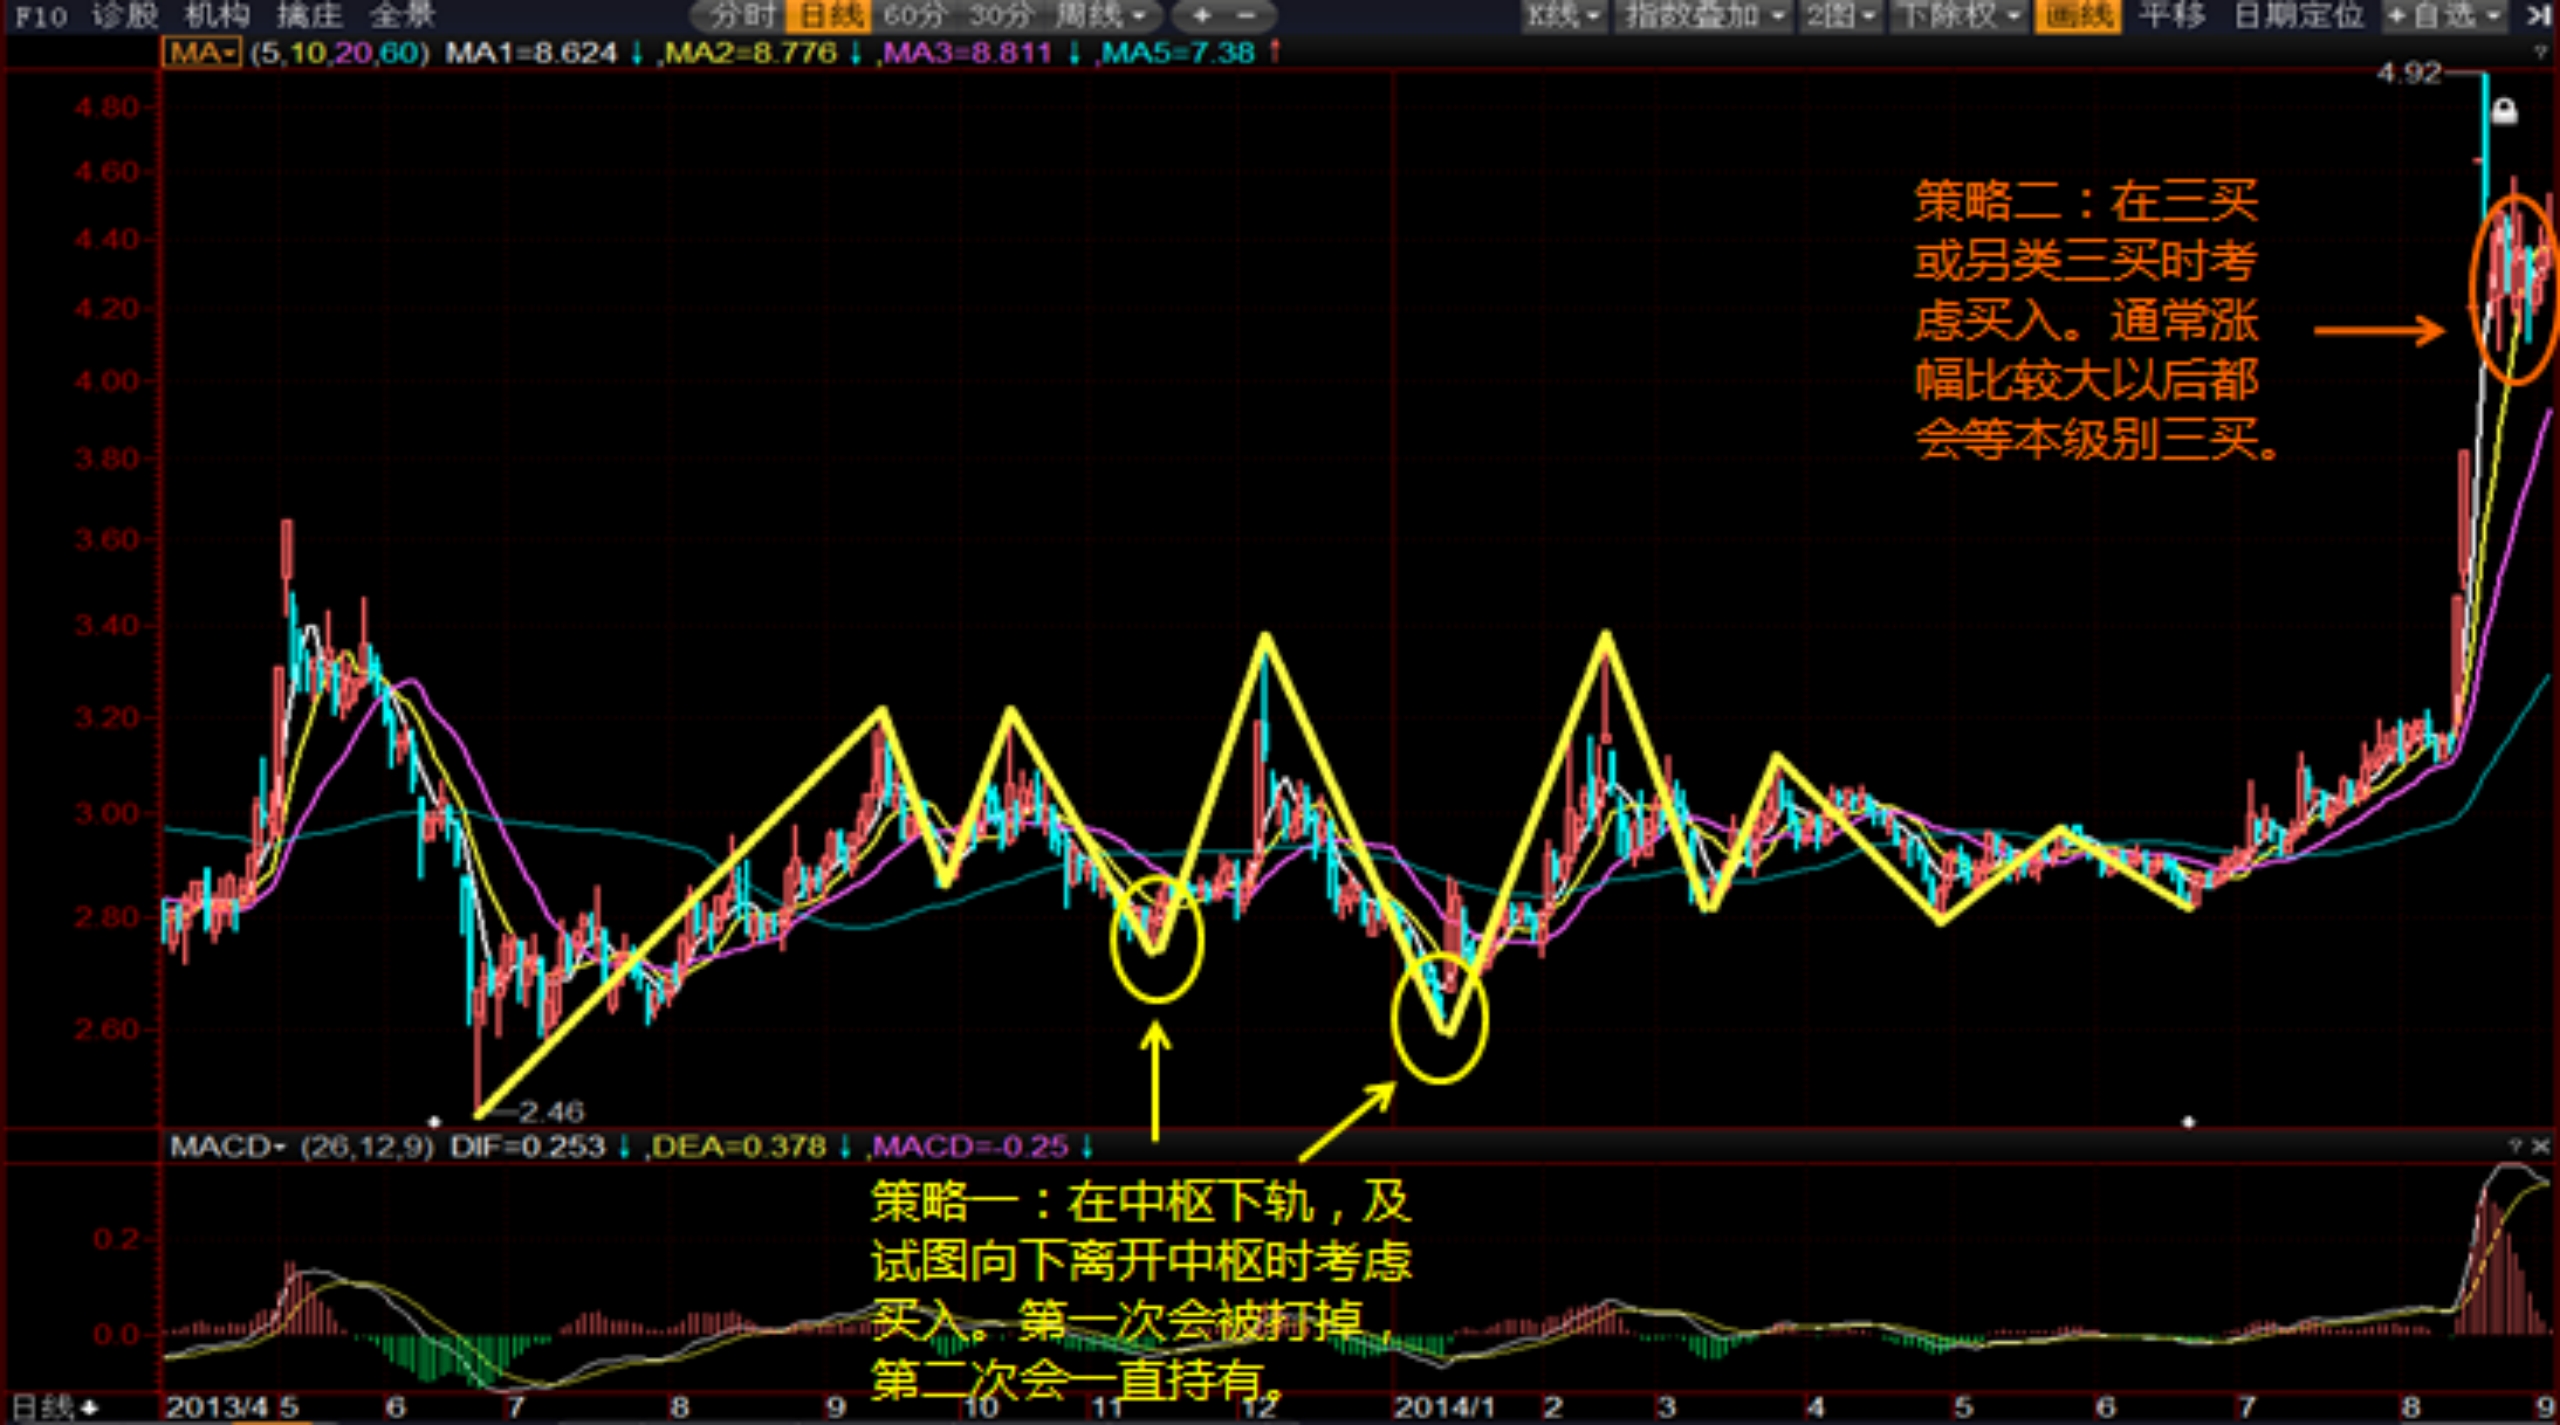 F10 诊股 机构 擒庄 全景 分时 日线 60分 30分 周线 + - K线 指数叠加 2图 下除权 画线 平移 日期定位 +自选
MA (5,10,20,60) MA1=8.624 ↓ ,MA2=8.776 ↓ ,MA3=8.811 ↓ ,MA5=7.38 ↑ ?
4.92
4.80
4.60
4.40
4.20
4.00
3.80
3.60
3.40
3.20
3.00
2.80
2.60
策略二：在三买
或另类三买时考
虑买入。通常涨
幅比较大以后都
会等本级别三买。
2.46
MACD (26,12,9) DIF=0.253 ↓ ,DEA=0.378 ↓ ,MACD=-0.25 ↓ ? ×
0.2
0.0
策略一：在中枢下轨，及
试图向下离开中枢时考虑
买入。第一次会被打掉，
第二次会一直持有。
日线 2013/4 5 6 7 8 9 10 11 12 2014/1 2 3 4 5 6 7 8 9